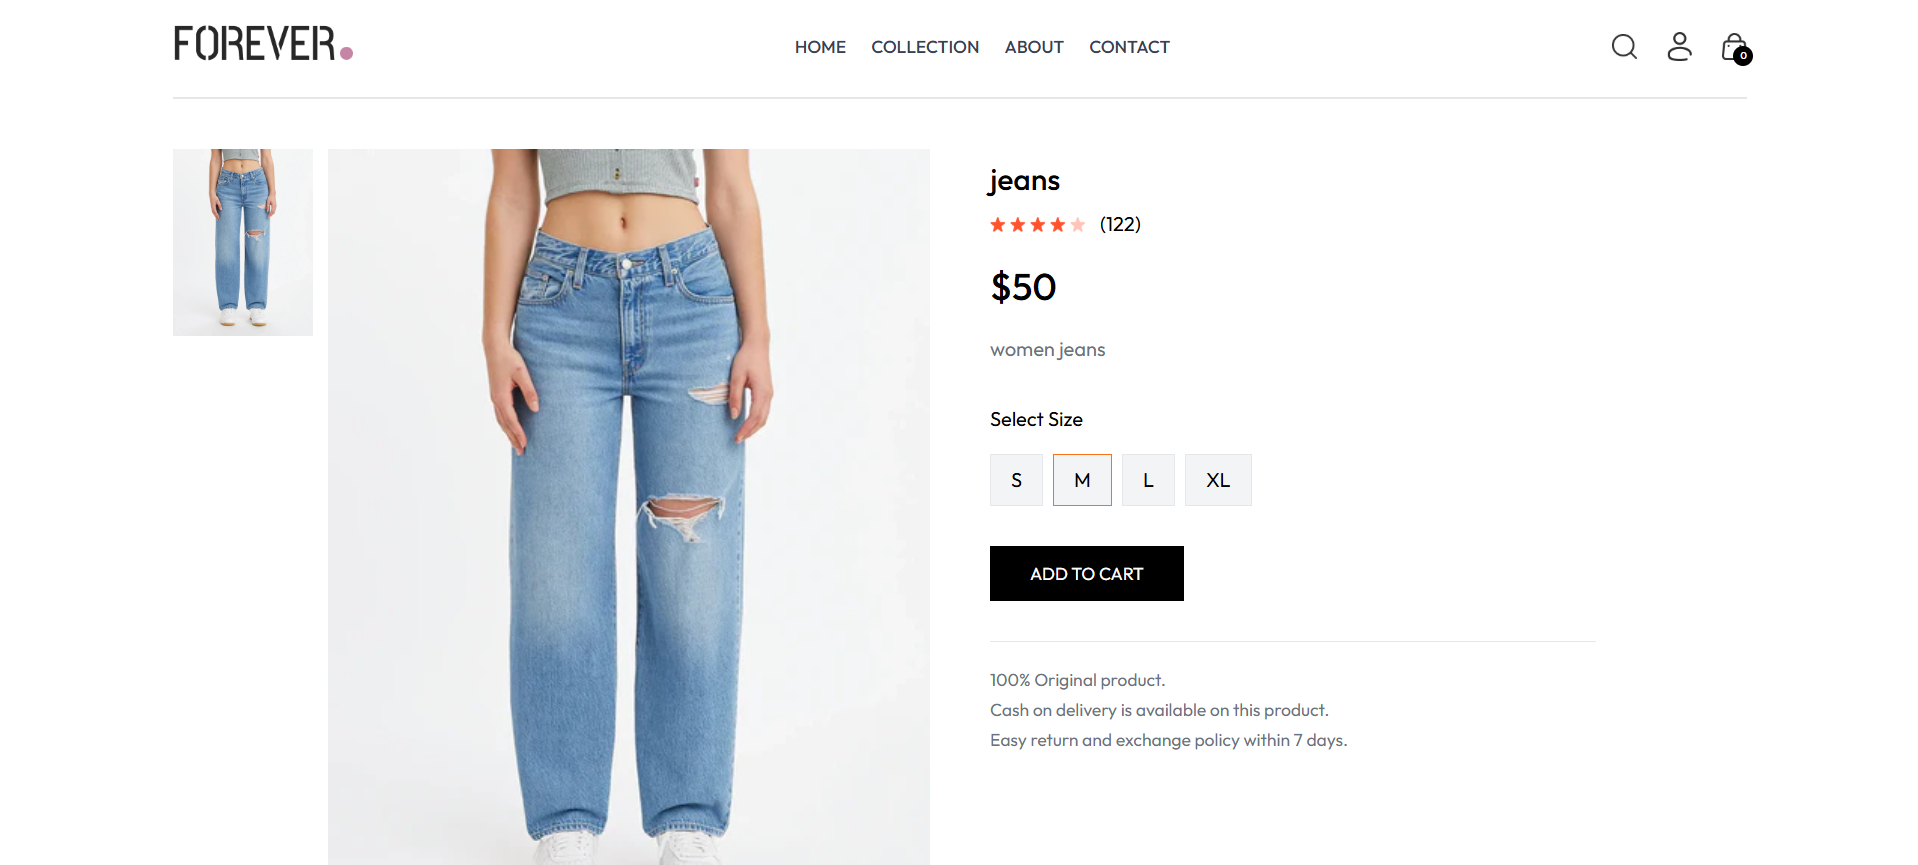 FOREVER.
HOME COLLECTION ABOUT CONTACT
0
jeans
(122)
$50
women jeans
Select Size
S M L XL
ADD TO CART
100% Original product.
Cash on delivery is available on this product.
Easy return and exchange policy within 7 days.